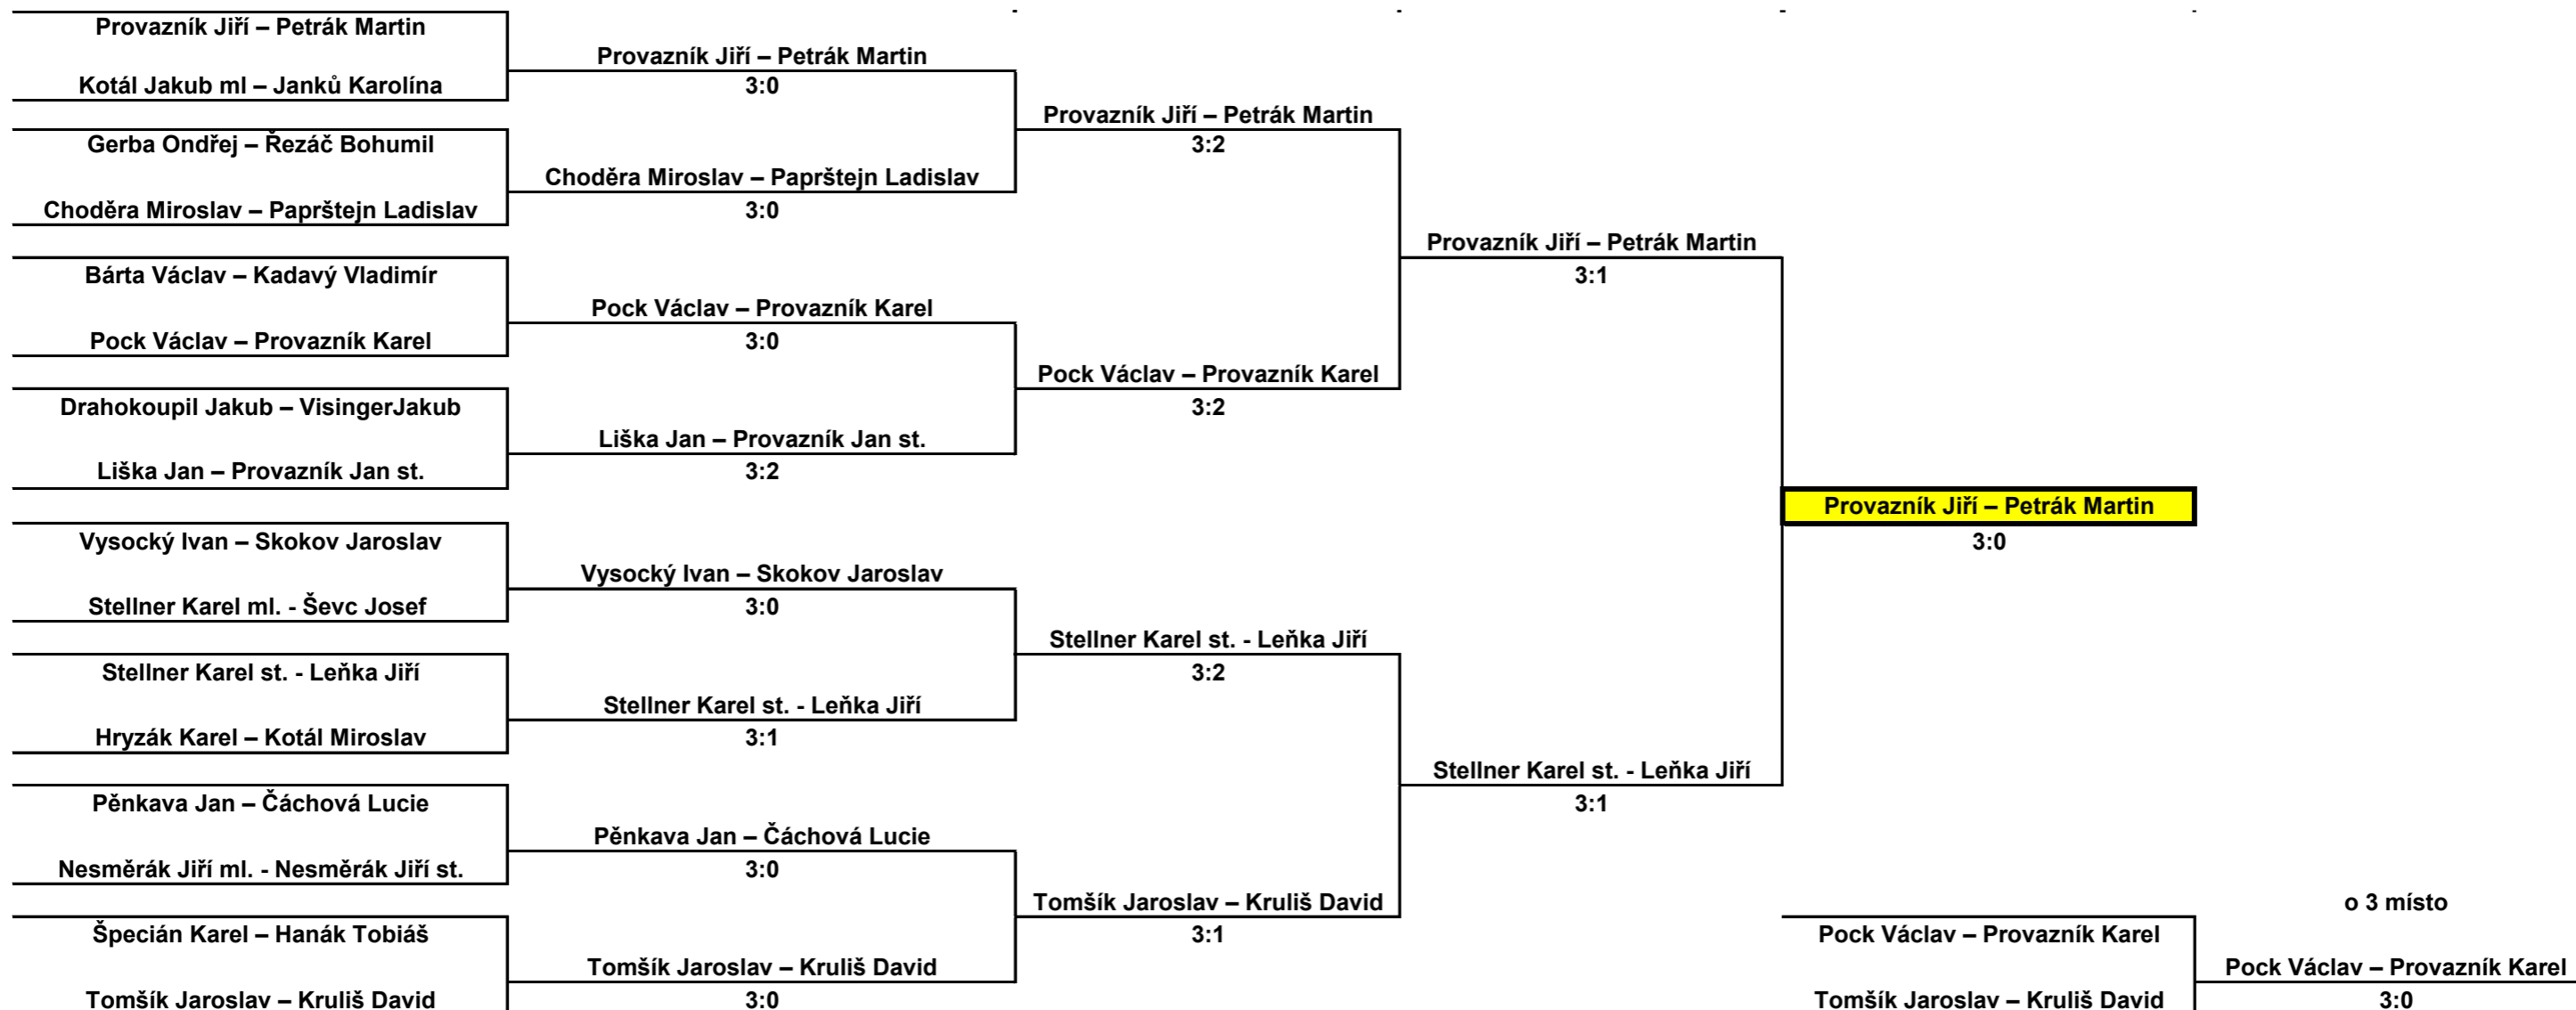 Provazník Jiří – Petrák Martin
Kotál Jakub ml – Janků Karolína
Gerba Ondřej – Řezáč Bohumil
Choděra Miroslav – Paprštejn Ladislav
Bárta Václav – Kadavý Vladimír
Pock Václav – Provazník Karel
Drahokoupil Jakub – VisingerJakub
Liška Jan – Provazník Jan st.
Vysocký Ivan – Skokov Jaroslav
Stellner Karel ml. - Ševc Josef
Stellner Karel st. - Leňka Jiří
Hryzák Karel – Kotál Miroslav
Pěnkava Jan – Čáchová Lucie
Nesměrák Jiří ml. - Nesměrák Jiří st.
Špecián Karel – Hanák Tobiáš
Tomšík Jaroslav – Kruliš David
Provazník Jiří – Petrák Martin
3:0
Choděra Miroslav – Paprštejn Ladislav
3:0
Pock Václav – Provazník Karel
3:0
Liška Jan – Provazník Jan st.
3:2
Vysocký Ivan – Skokov Jaroslav
3:0
Stellner Karel st. - Leňka Jiří
3:1
Pěnkava Jan – Čáchová Lucie
3:0
Tomšík Jaroslav – Kruliš David
3:0
Provazník Jiří – Petrák Martin
3:2
Pock Václav – Provazník Karel
3:2
Stellner Karel st. - Leňka Jiří
3:2
Tomšík Jaroslav – Kruliš David
3:1
Provazník Jiří – Petrák Martin
3:1
Stellner Karel st. - Leňka Jiří
3:1
Provazník Jiří – Petrák Martin
3:0
o 3 místo
Pock Václav – Provazník Karel
Tomšík Jaroslav – Kruliš David
Pock Václav – Provazník Karel
3:0